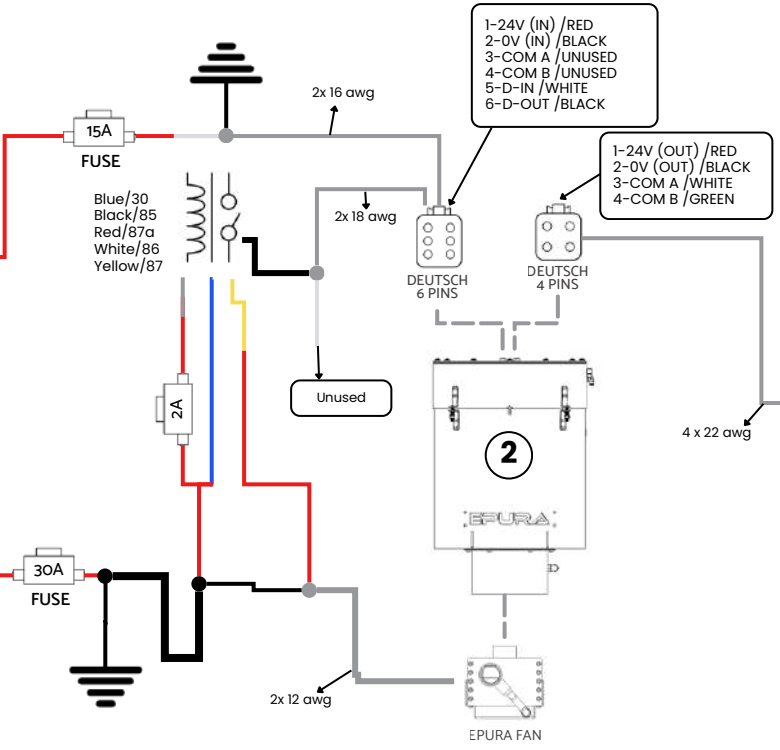 1-24V (IN) /RED
2-0V (IN) /BLACK
3-COM A /UNUSED
4-COM B /UNUSED
5-D-IN /WHITE
6-D-OUT /BLACK
2x 16 awg
15A
FUSE
1-24V (OUT) /RED
2-0V (OUT) /BLACK
3-COM A /WHITE
4-COM B /GREEN
Blue/30
Black/85
Red/87a
White/86
Yellow/87
2x 18 awg
DEUTSCH
6 PINS
DEUTSCH
4 PINS
Unused
2A
4 x 22 awg
2
EPURA
30A
FUSE
2x 12 awg
EPURA FAN